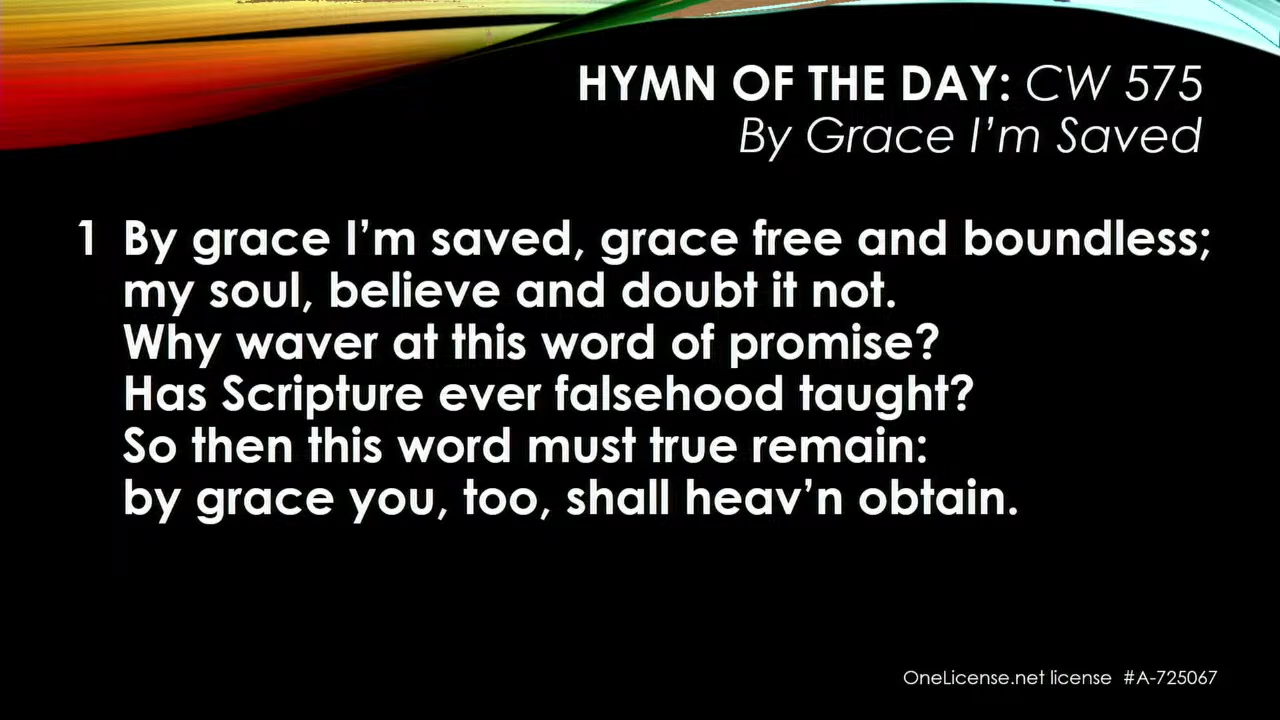 HYMN OF THE DAY: CW 575
By Grace I’m Saved
1 By grace I’m saved, grace free and boundless;
my soul, believe and doubt it not.
Why waver at this word of promise?
Has Scripture ever falsehood taught?
So then this word must true remain:
by grace you, too, shall heav’n obtain.
OneLicense.net license #A-725067